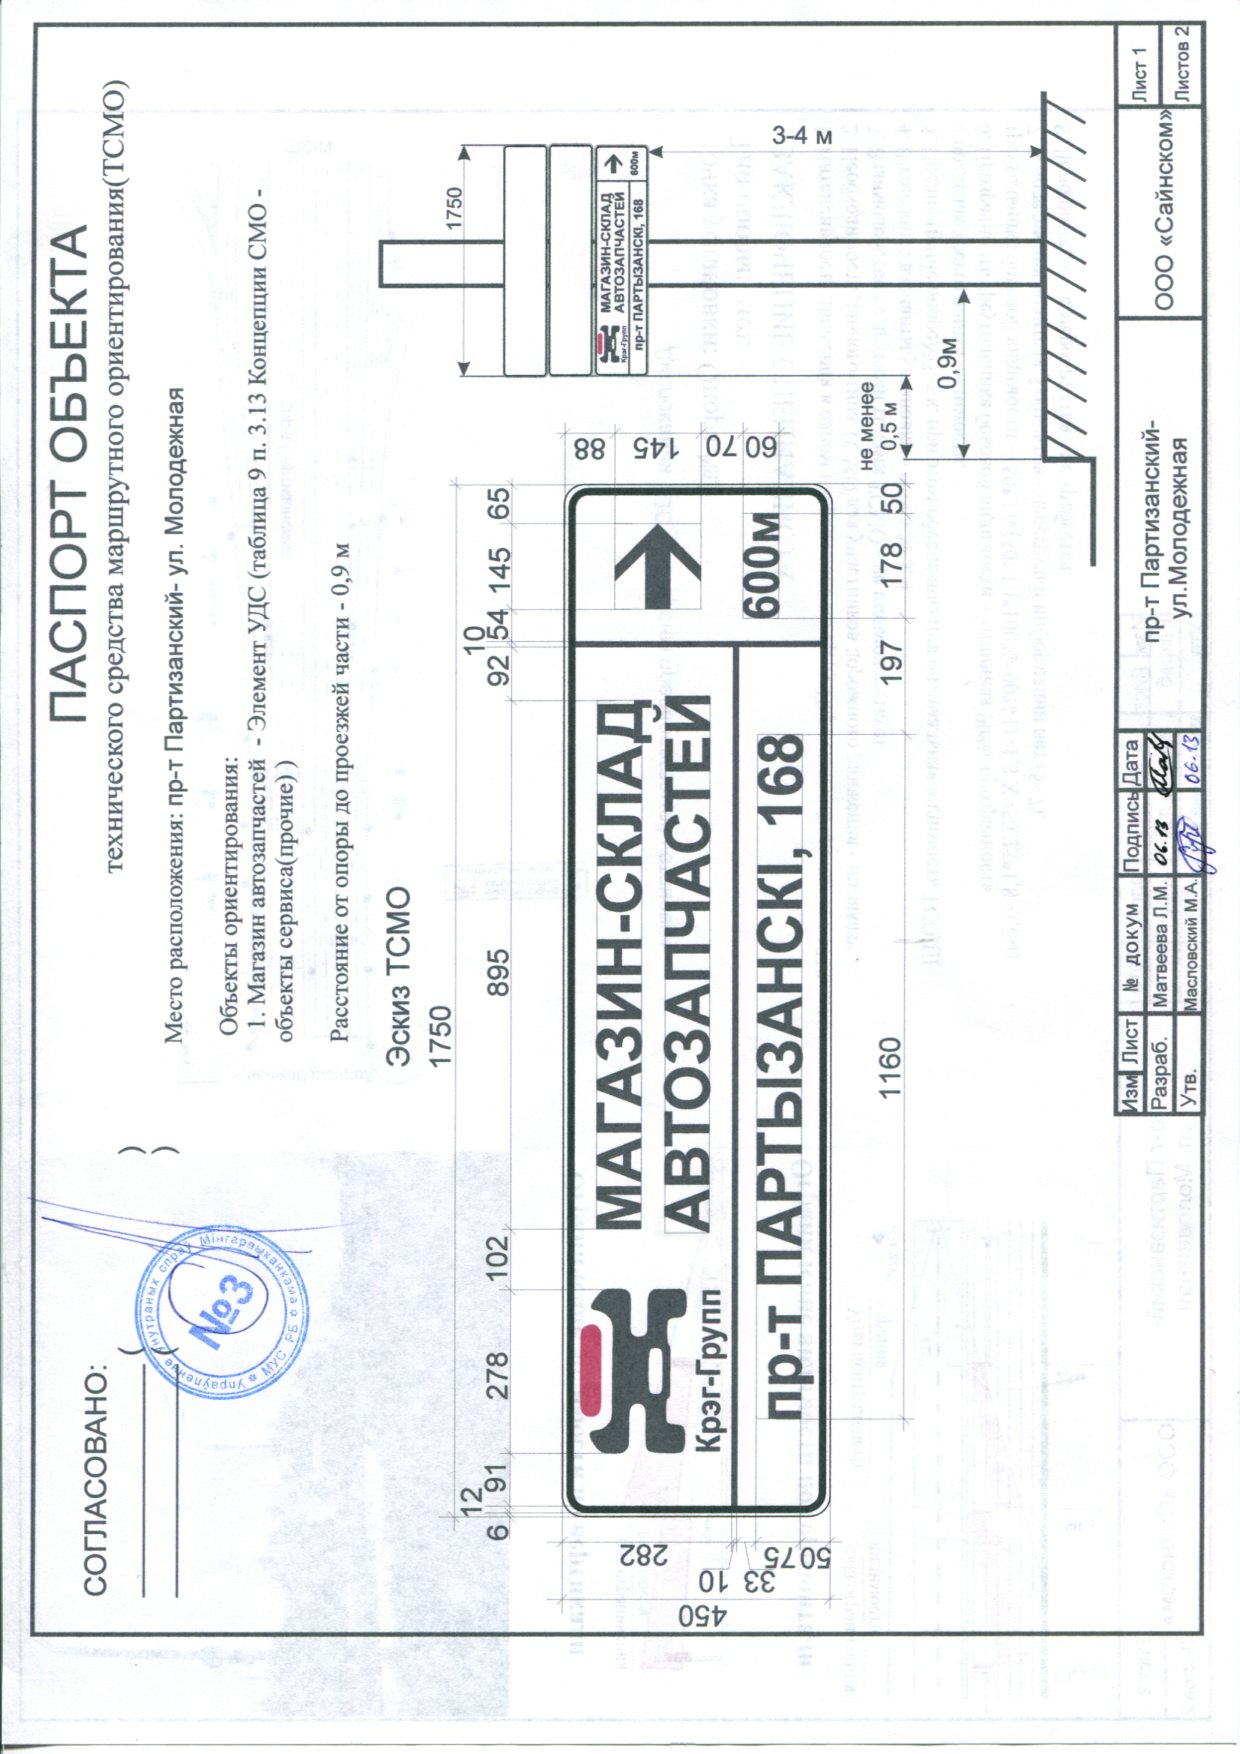 СОГЛАСОВАНО:
( )
( )
Упраўленне ўнутраных спраў Мінгарвыканкама * МУС РБ *
№3
ПАСПОРТ ОБЪЕКТА
технического средства маршрутного ориентирования(ТСМО)
Место расположения: пр-т Партизанский- ул. Молодежная
Объекты ориентирования:
1. Магазин автозапчастей - Элемент УДС (таблица 9 п. 3.13 Концепции СМО -
объекты сервиса(прочие) )
Расстояние от опоры до проезжей части - 0,9 м
Эскиз ТСМО
1750
6 12 91 278 102 895 92 10 54 145 65
450
282
10
33
75
50
88
145
70
60
Крэг-Групп
МАГАЗИН-СКЛАД
АВТОЗАПЧАСТЕЙ
пр-т ПАРТЫЗАНСКІ, 168
600м
1160 197 178 50
1750
Крэг-Групп
МАГАЗИН-СКЛАД
АВТОЗАПЧАСТЕЙ
пр-т ПАРТЫЗАНСКІ, 168
600м
3-4 м
не менее
0,5 м
0,9м
Изм Лист № докум Подпись Дата
Разраб. Матвеева Л.М. 06.13
Утв. Масловский М.А. 06.13
пр-т Партизанский-
ул.Молодежная
ООО «Сайнском»
Лист 1
Листов 2